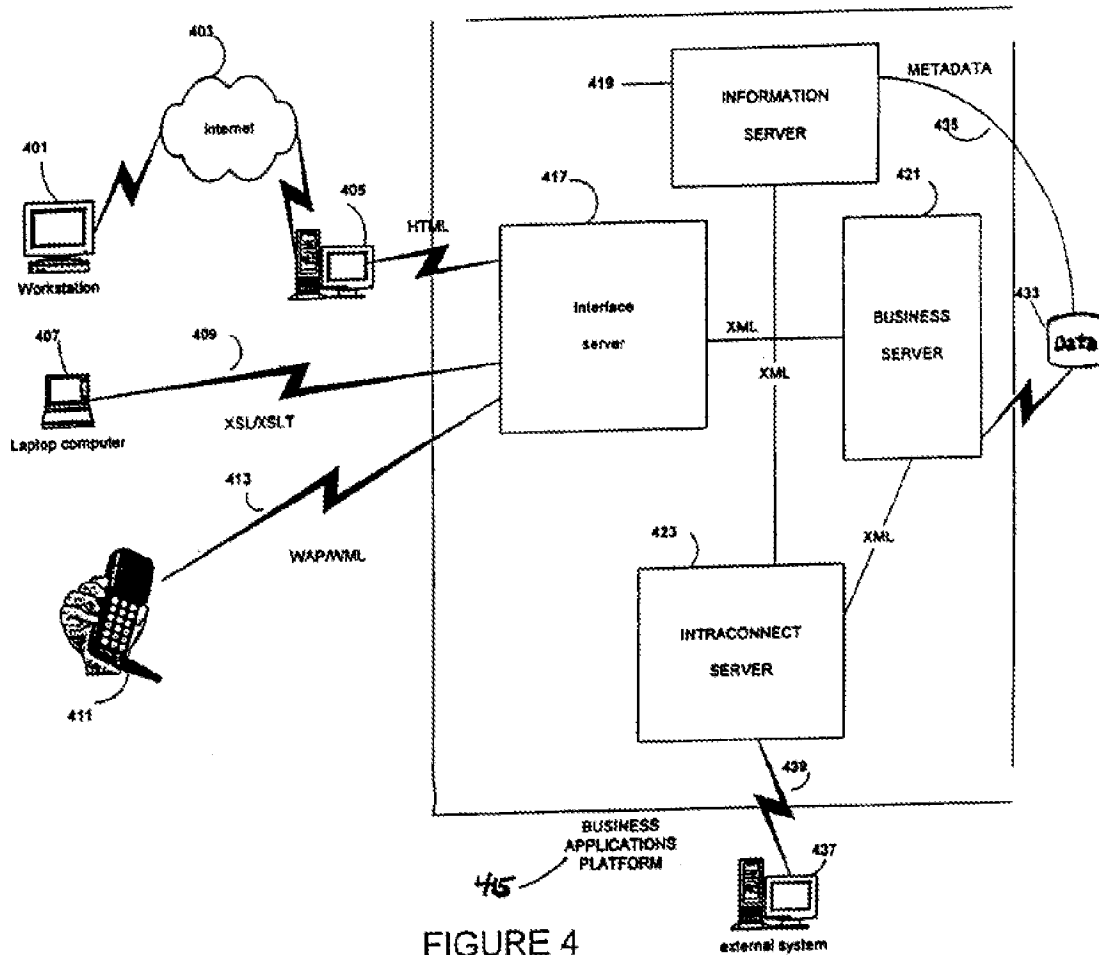 403
METADATA
419
INFORMATION
SERVER
Internet
435
401
405
417
421
HTML
Workstation
433
Interface
server
BUSINESS
SERVER
Data
407
409
XML
XML
XSL/XSLT
Laptop computer
413
423
XML
WAP/WML
INTRACONNECT
SERVER
411
439
BUSINESS
APPLICATIONS
PLATFORM
437
415
FIGURE 4
external system